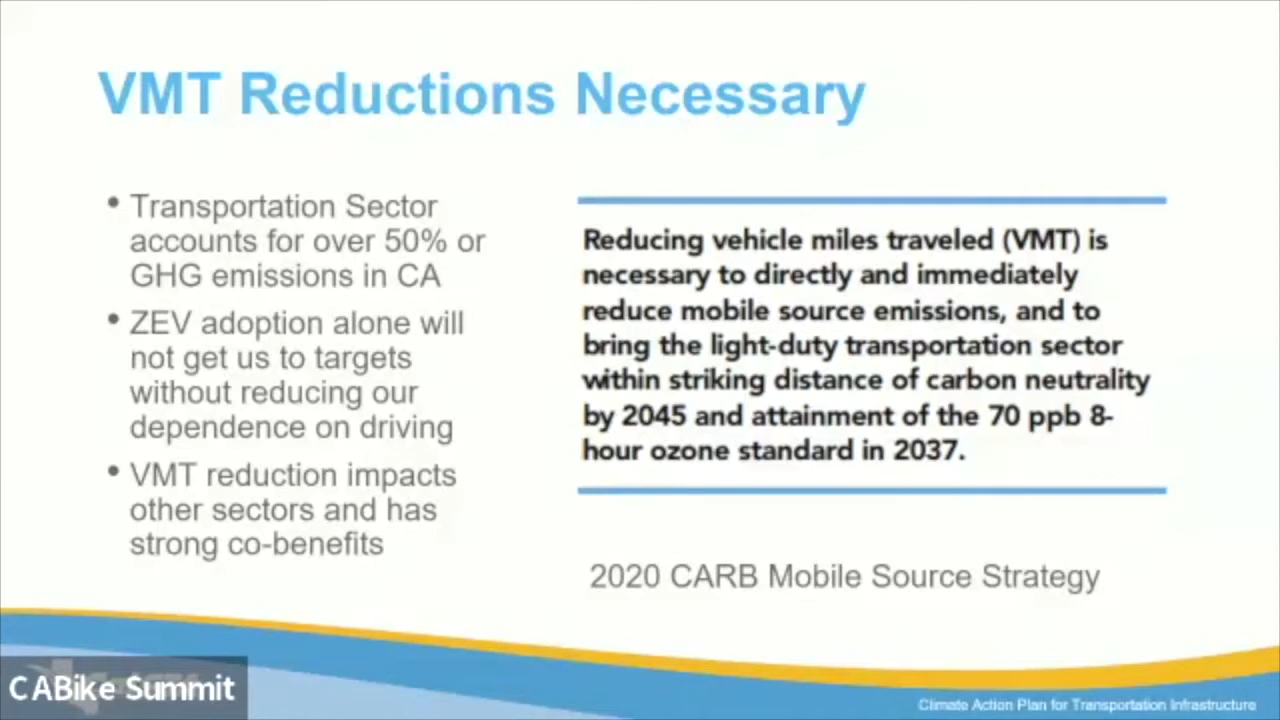 VMT Reductions Necessary
• Transportation Sector
accounts for over 50% or
GHG emissions in CA
• ZEV adoption alone will
not get us to targets
without reducing our
dependence on driving
• VMT reduction impacts
other sectors and has
strong co-benefits
Reducing vehicle miles traveled (VMT) is
necessary to directly and immediately
reduce mobile source emissions, and to
bring the light-duty transportation sector
within striking distance of carbon neutrality
by 2045 and attainment of the 70 ppb 8-
hour ozone standard in 2037.
2020 CARB Mobile Source Strategy
CABike Summit
Climate Action Plan for Transportation Infrastructure